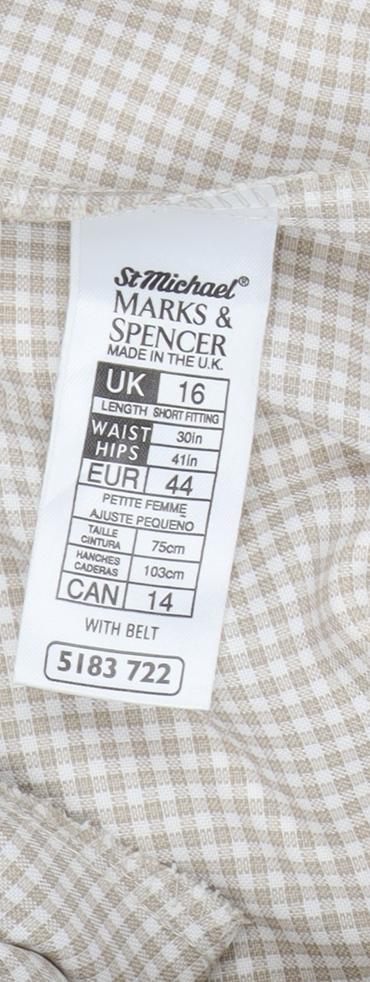 St Michael®
MARKS &
SPENCER
MADE IN THE U.K.
UK 16
LENGTH SHORT FITTING
WAIST 30in
HIPS 41in
EUR 44
PETITE FEMME
AJUSTE PEQUENO
TAILLE
CINTURA 75cm
HANCHES
CADERAS 103cm
CAN 14
WITH BELT
5183 722